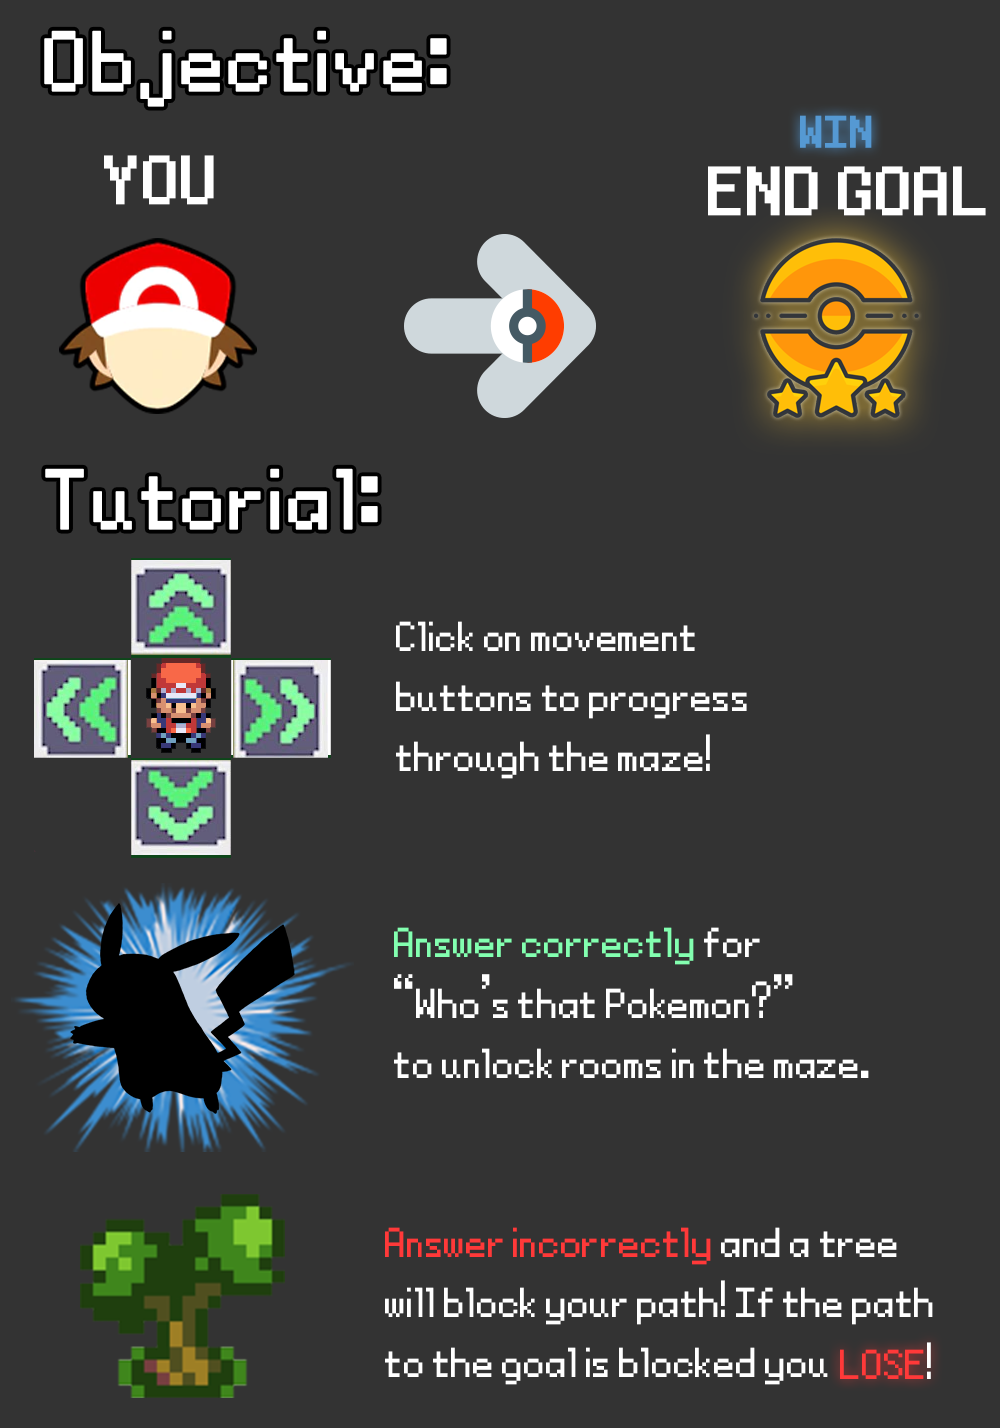 Objective:
YOU
WIN
END GOAL
Tutorial:
Click on movement
buttons to progress
through the maze!
Answer correctly for
“Who’s that Pokemon?”
to unlock rooms in the maze.
Answer incorrectly and a tree
will block your path! If the path
to the goal is blocked you LOSE!